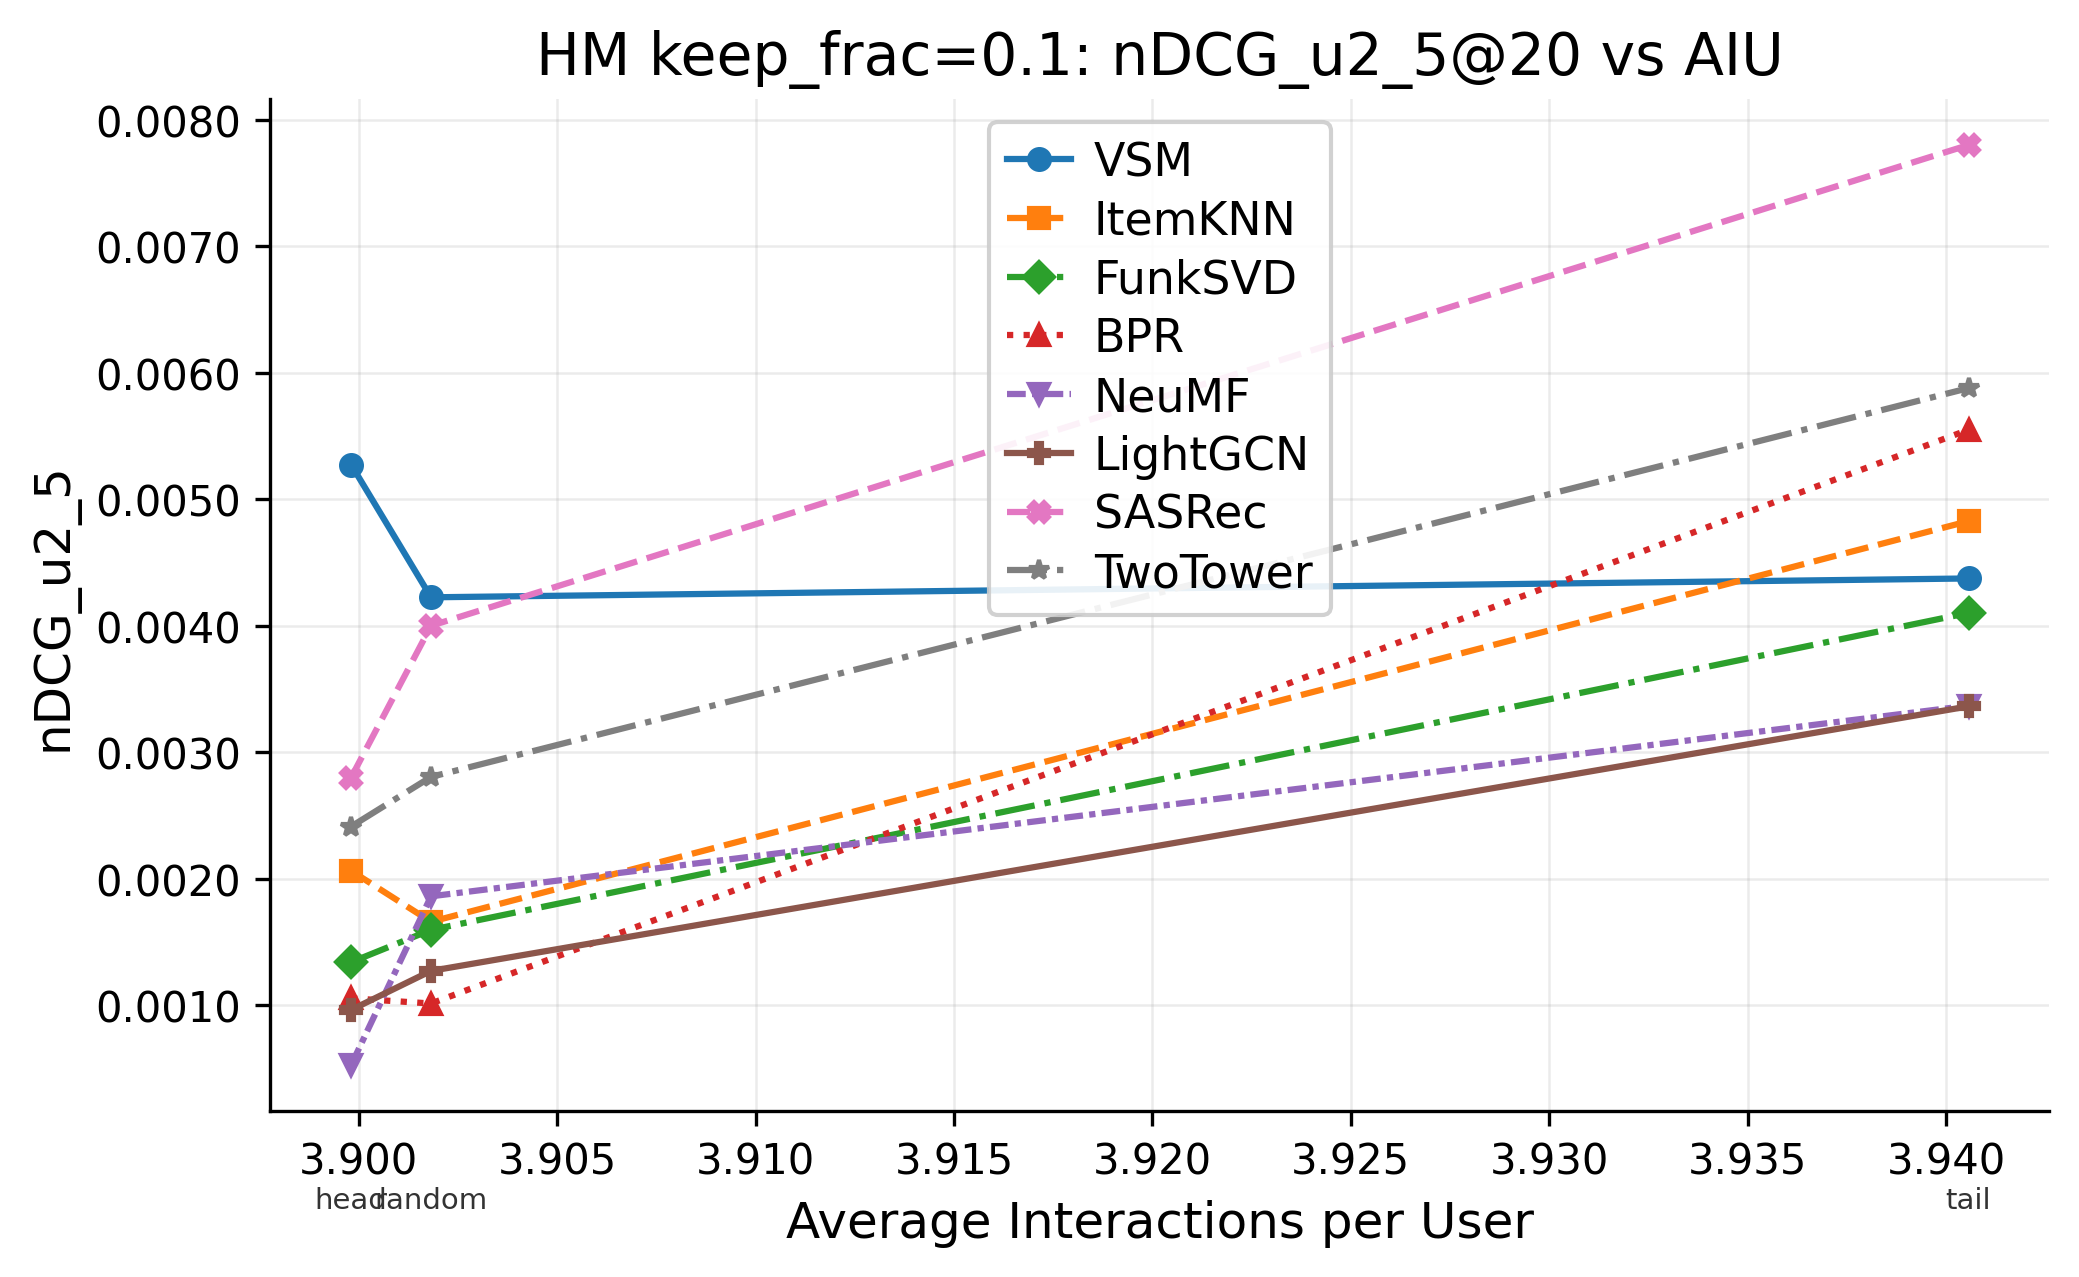 HM keep_frac=0.1: nDCG_u2_5@20 vs AIU
nDCG_u2_5
0.0080
0.0070
0.0060
0.0050
0.0040
0.0030
0.0020
0.0010
VSM
ItemKNN
FunkSVD
BPR
NeuMF
LightGCN
SASRec
TwoTower
3.900 3.905 3.910 3.915 3.920 3.925 3.930 3.935 3.940
head random tail
Average Interactions per User